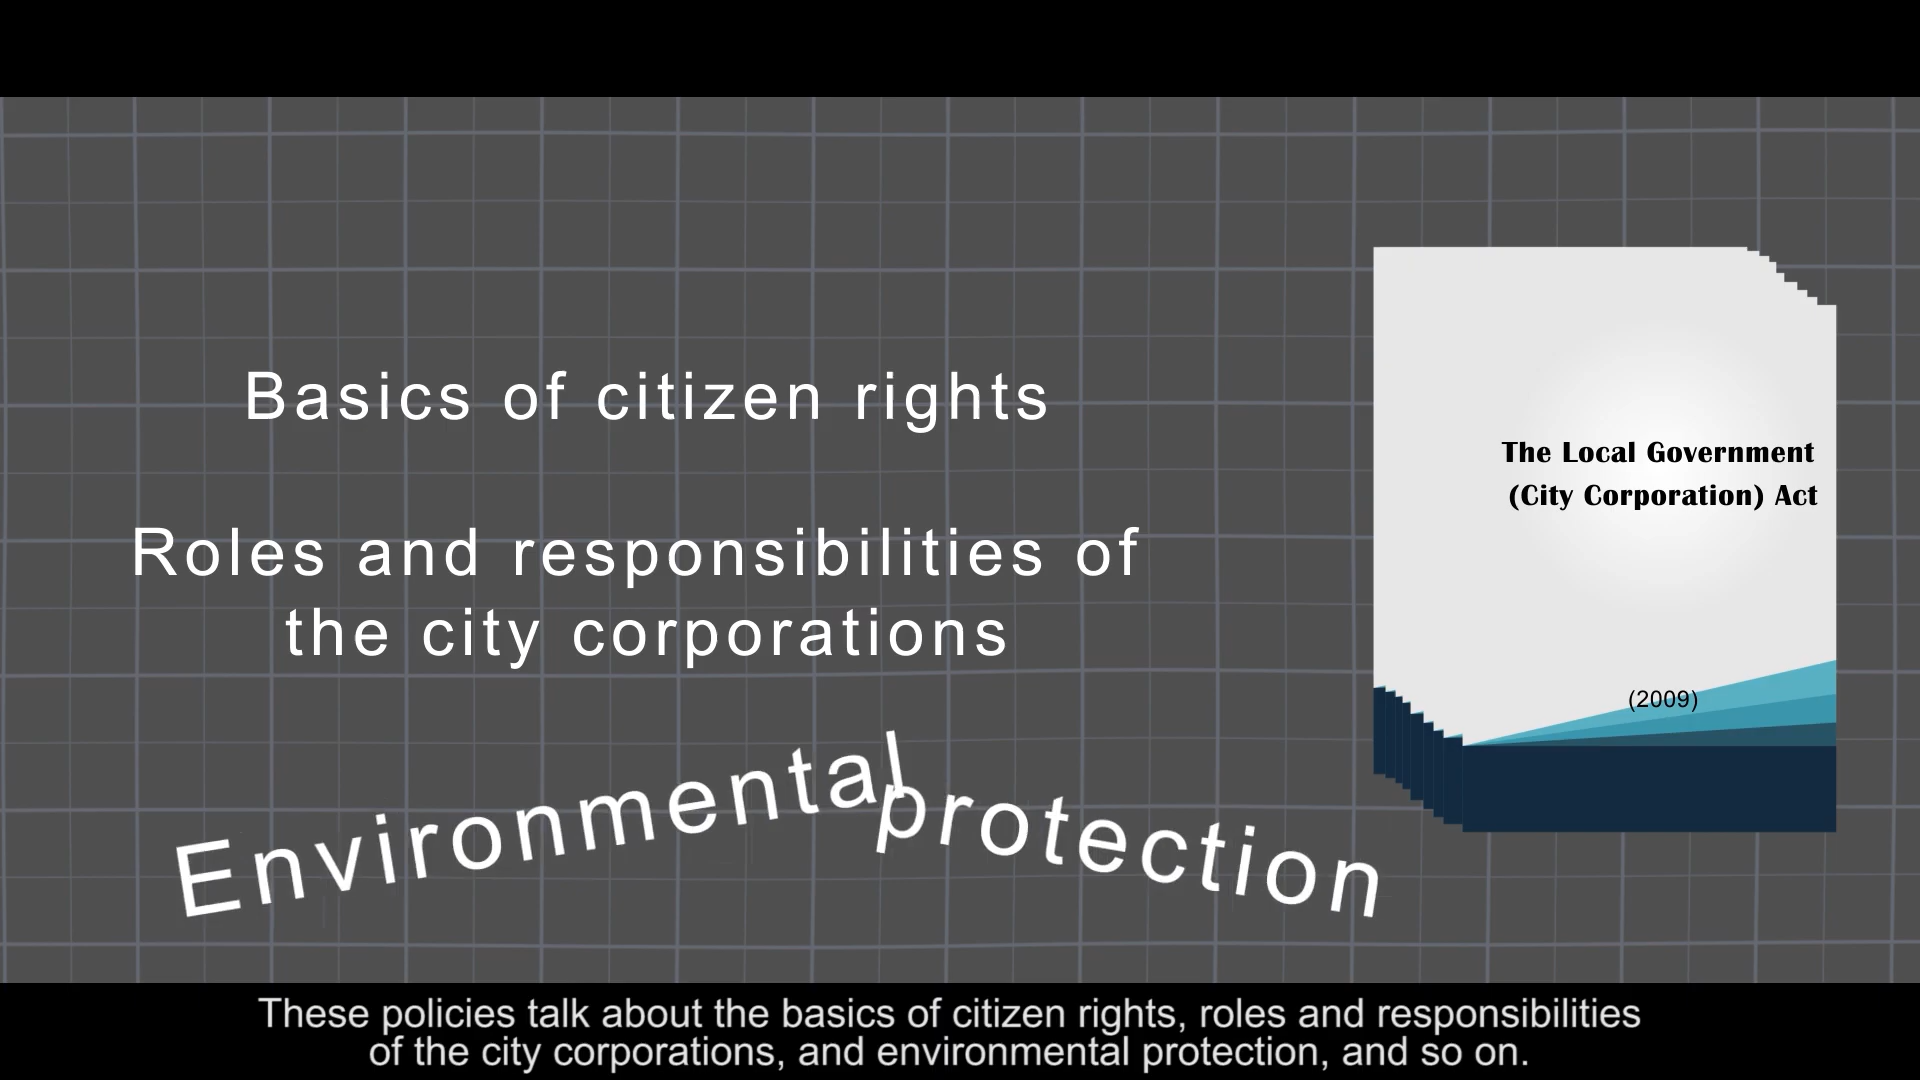 Basics of citizen rights
Roles and responsibilities of
the city corporations
Environmental protection
The Local Government
(City Corporation) Act
(2009)
These policies talk about the basics of citizen rights, roles and responsibilities
of the city corporations, and environmental protection, and so on.